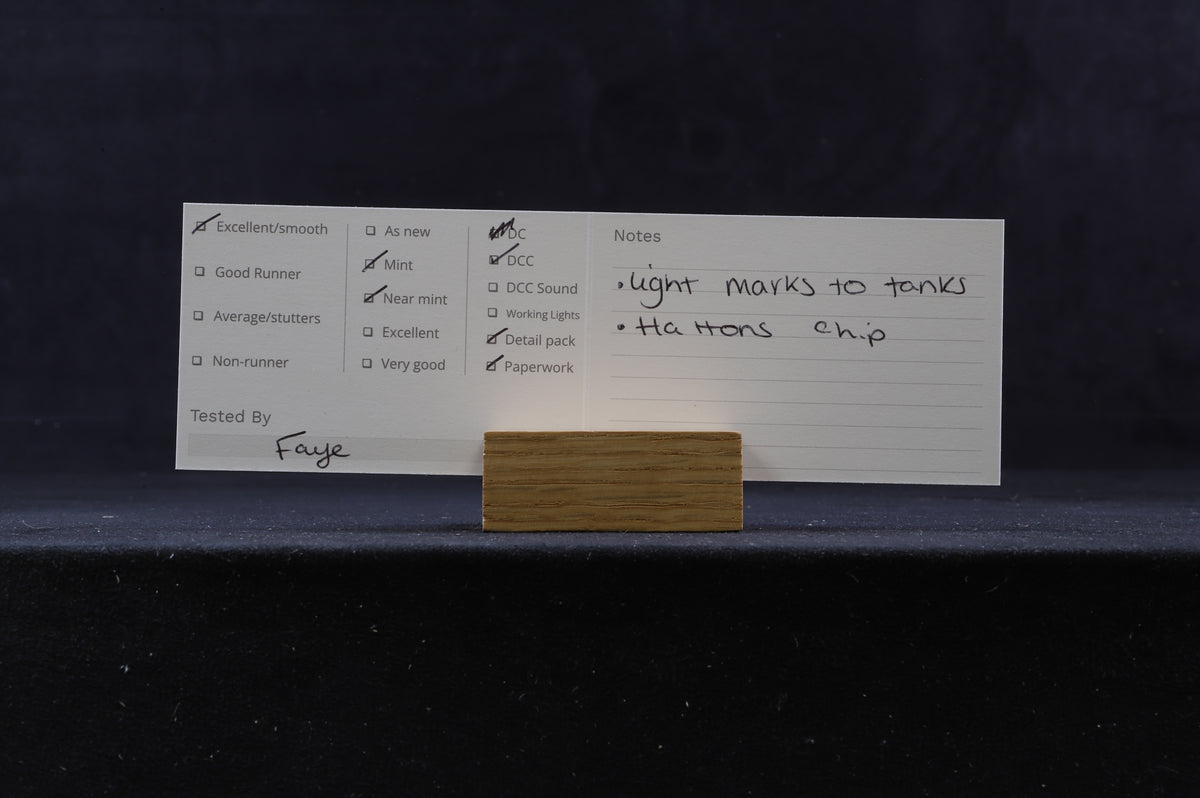 Excellent/smooth
Good Runner
Average/stutters
Non-runner
As new
Mint
Near mint
Excellent
Very good
DC
DCC
DCC Sound
Working Lights
Detail pack
Paperwork
Tested By
Faye
Notes
• light marks to tanks
• Hattons chip